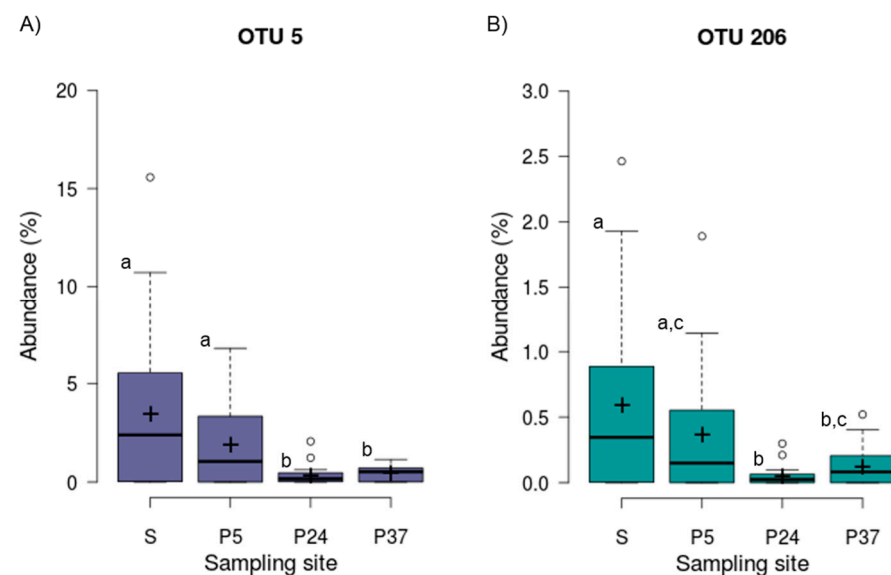 A)
OTU 5
Abundance (%)
20
15
10
5
0
a
a
b
b
S
P5
P24
P37
Sampling site
B)
OTU 206
Abundance (%)
3.0
2.5
2.0
1.5
1.0
0.5
0.0
a
a,c
b
b,c
S
P5
P24
P37
Sampling site